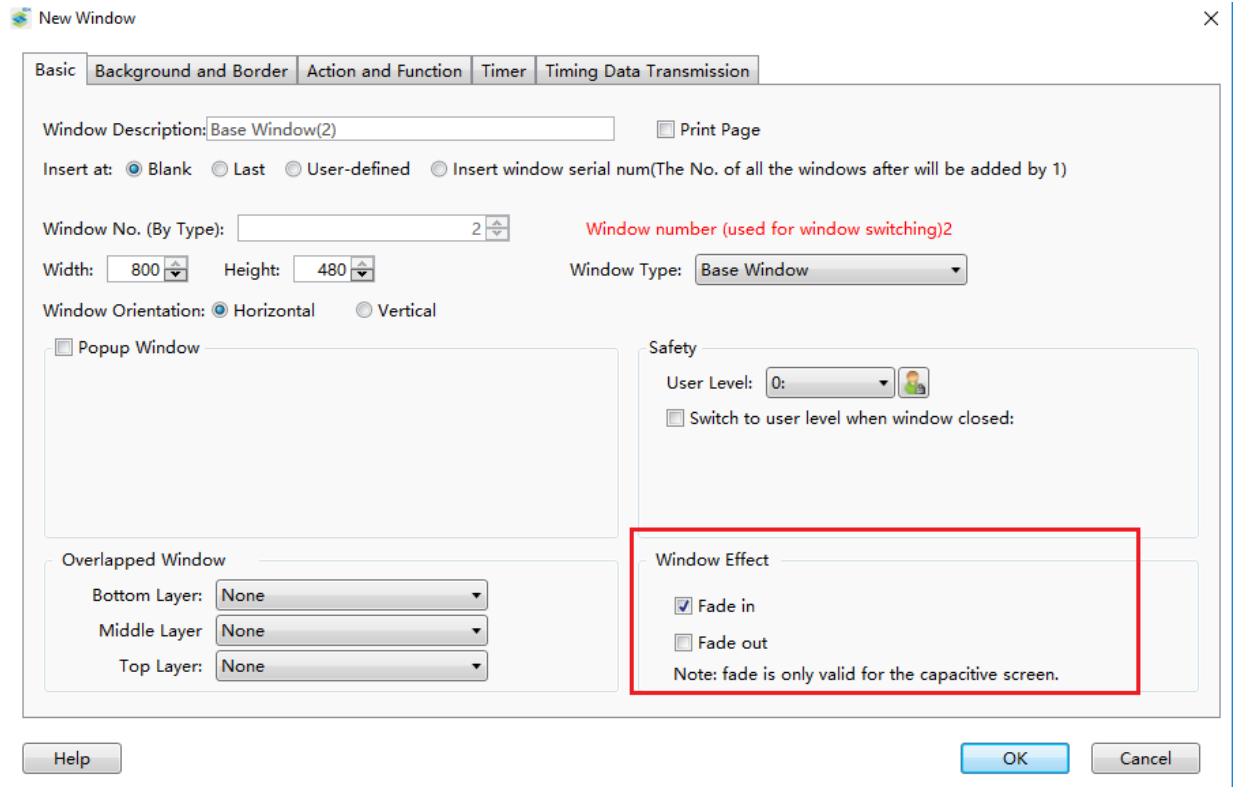 New Window
Basic Background and Border Action and Function Timer Timing Data Transmission
Window Description: Base Window(2) Print Page
Insert at: Blank Last User-defined Insert window serial num(The No. of all the windows after will be added by 1)
Window No. (By Type): 2 Window number (used for window switching)2
Width: 800 Height: 480 Window Type: Base Window
Window Orientation: Horizontal Vertical
Popup Window Safety
User Level: 0:
Switch to user level when window closed:
Overlapped Window Window Effect
Bottom Layer: None
Fade in
Middle Layer None
Fade out
Top Layer: None
Note: fade is only valid for the capacitive screen.
Help OK Cancel